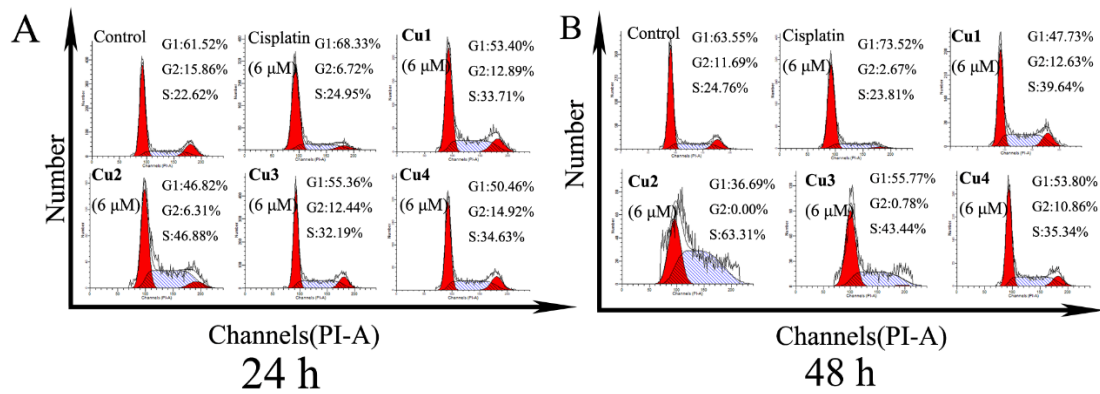 A
Control
G1:61.52%
G2:15.86%
S:22.62%
Cisplatin
(6 μM)
G1:68.33%
G2:6.72%
S:24.95%
Cu1
(6 μM)
G1:53.40%
G2:12.89%
S:33.71%
Cu2
(6 μM)
G1:46.82%
G2:6.31%
S:46.88%
Cu3
(6 μM)
G1:55.36%
G2:12.44%
S:32.19%
Cu4
(6 μM)
G1:50.46%
G2:14.92%
S:34.63%
Number
Channels(PI-A)
24 h
B
Control
G1:63.55%
G2:11.69%
S:24.76%
Cisplatin
(6 μM)
G1:73.52%
G2:2.67%
S:23.81%
Cu1
(6 μM)
G1:47.73%
G2:12.63%
S:39.64%
Cu2
(6 μM)
G1:36.69%
G2:0.00%
S:63.31%
Cu3
(6 μM)
G1:55.77%
G2:0.78%
S:43.44%
Cu4
(6 μM)
G1:53.80%
G2:10.86%
S:35.34%
Number
Channels(PI-A)
48 h